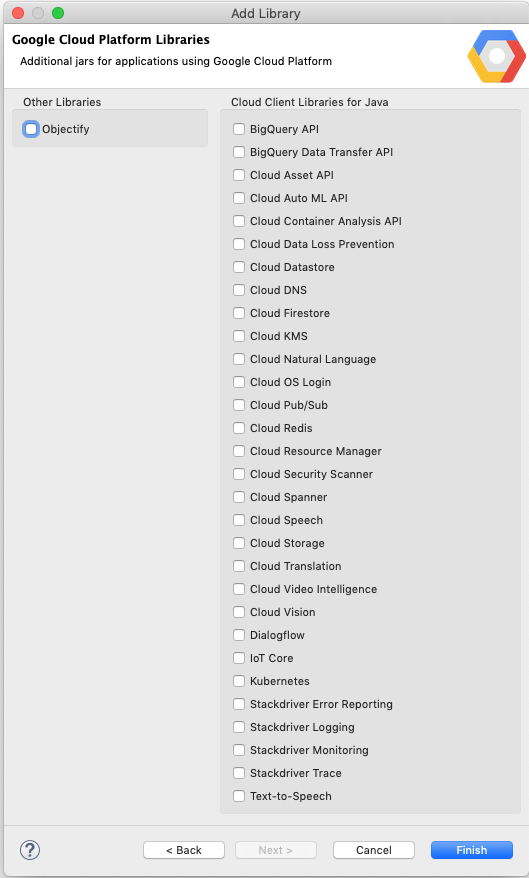 Add Library
Google Cloud Platform Libraries
Additional jars for applications using Google Cloud Platform
Other Libraries
Objectify
Cloud Client Libraries for Java
BigQuery API
BigQuery Data Transfer API
Cloud Asset API
Cloud Auto ML API
Cloud Container Analysis API
Cloud Data Loss Prevention
Cloud Datastore
Cloud DNS
Cloud Firestore
Cloud KMS
Cloud Natural Language
Cloud OS Login
Cloud Pub/Sub
Cloud Redis
Cloud Resource Manager
Cloud Security Scanner
Cloud Spanner
Cloud Speech
Cloud Storage
Cloud Translation
Cloud Video Intelligence
Cloud Vision
Dialogflow
IoT Core
Kubernetes
Stackdriver Error Reporting
Stackdriver Logging
Stackdriver Monitoring
Stackdriver Trace
Text-to-Speech
? < Back Next > Cancel Finish